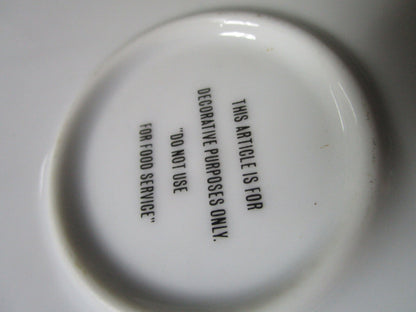 THIS ARTICLE IS FOR
DECORATIVE PURPOSES ONLY.
"DO NOT USE
FOR FOOD SERVICE"